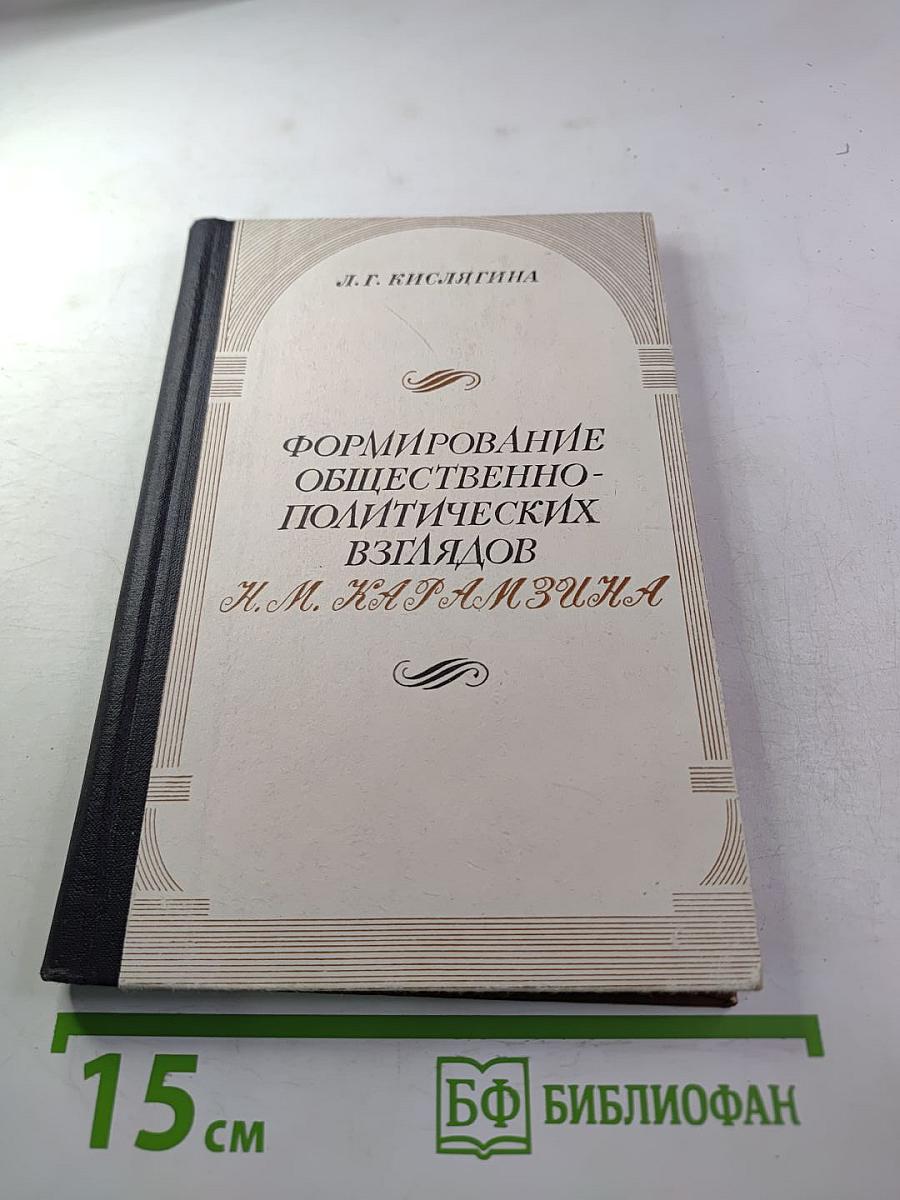 Л.Г. КИСЛЯГИНА
ФОРМИРОВАНИЕ
ОБЩЕСТВЕННО-
ПОЛИТИЧЕСКИХ
ВЗГЛЯДОВ
Н.М. КАРАМЗИНА
15 см
БФ БИБЛИОФАН